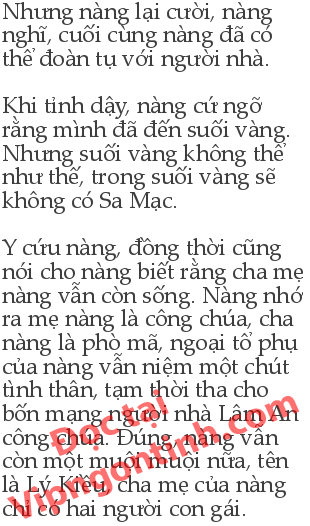 Nhưng nàng lại cười, nàng
nghĩ, cuối cùng nàng đã có
thể đoàn tụ với người nhà.
Khi tỉnh dậy, nàng cứ ngỡ
rằng mình đã đến suối vàng.
Nhưng suối vàng không thể
như thế, trong suối vàng sẽ
không có Sa Mạc.
Y cứu nàng, đồng thời cũng
nói cho nàng biết rằng cha mẹ
nàng vẫn còn sống. Nàng nhớ
ra mẹ nàng là công chúa, cha
nàng là phò mã, ngoại tổ phụ
của nàng vẫn niệm một chút
tình thân, tạm thời tha cho
bốn mạng người nhà Lâm An
công chúa. Đúng, nàng vẫn
còn một muội muội nữa, tên
là Lý Kiều, cha mẹ của nàng
chỉ có hai người con gái.
Đọc tại
Vipngontinh.com